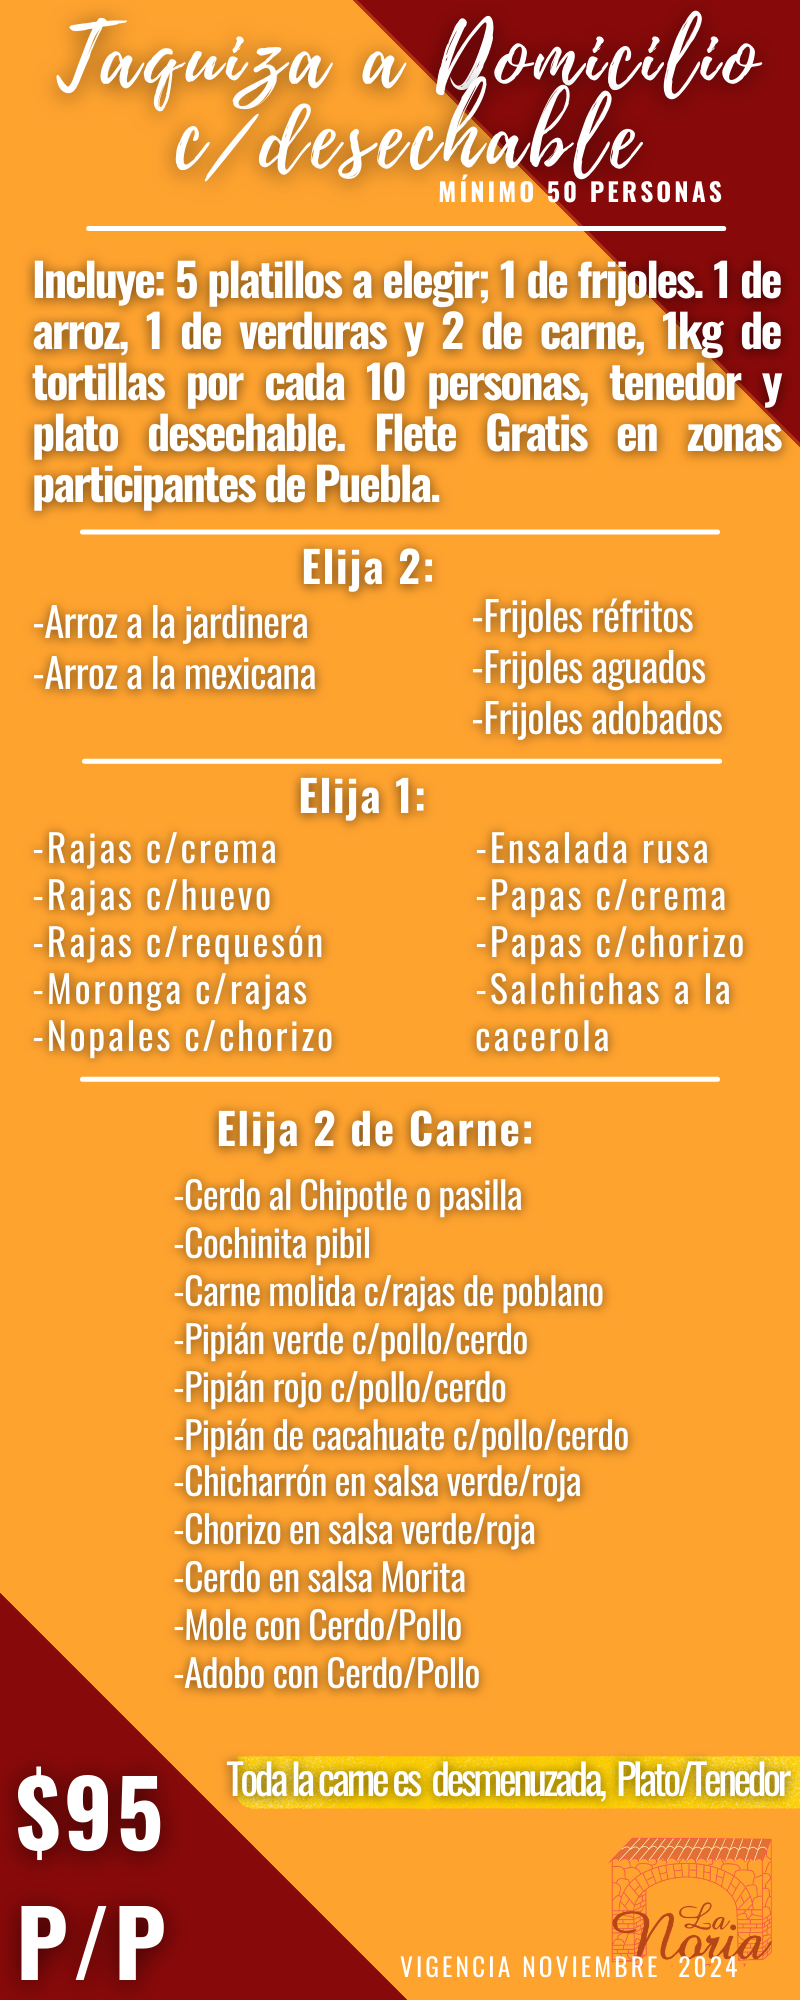 Taquiza a Domicilio
c/desechable
MÍNIMO 50 PERSONAS
Incluye: 5 platillos a elegir; 1 de frijoles. 1 de
arroz, 1 de verduras y 2 de carne, 1kg de
tortillas por cada 10 personas, tenedor y
plato desechable. Flete Gratis en zonas
participantes de Puebla.
Elija 2:
-Arroz a la jardinera
-Arroz a la mexicana
-Frijoles réfritos
-Frijoles aguados
-Frijoles adobados
Elija 1:
-Rajas c/crema
-Rajas c/huevo
-Rajas c/requesón
-Moronga c/rajas
-Nopales c/chorizo
-Ensalada rusa
-Papas c/crema
-Papas c/chorizo
-Salchichas a la
cacerola
Elija 2 de Carne:
-Cerdo al Chipotle o pasilla
-Cochinita pibil
-Carne molida c/rajas de poblano
-Pipián verde c/pollo/cerdo
-Pipián rojo c/pollo/cerdo
-Pipián de cacahuate c/pollo/cerdo
-Chicharrón en salsa verde/roja
-Chorizo en salsa verde/roja
-Cerdo en salsa Morita
-Mole con Cerdo/Pollo
-Adobo con Cerdo/Pollo
Toda la carne es desmenuzada, Plato/Tenedor
$95
P/P
La
Noria
VIGENCIA NOVIEMBRE 2024